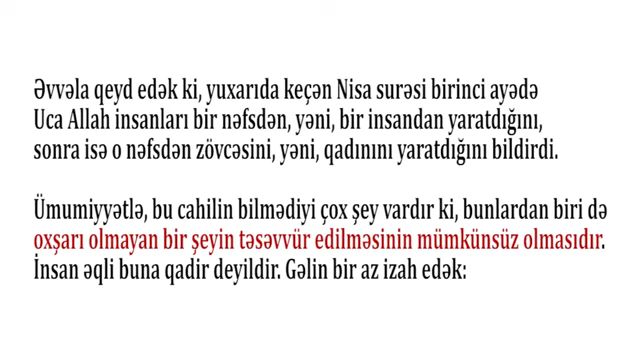 Əvvəla qeyd edək ki, yuxarıda keçən Nisa surəsi birinci ayədə
Uca Allah insanları bir nəfsdən, yəni, bir insandan yaratdığını,
sonra isə o nəfsdən zövcəsini, yəni, qadınını yaratdığını bildirdi.
Ümumiyyətlə, bu cahilin bilmədiyi çox şey vardır ki, bunlardan biri də
oxşarı olmayan bir şeyin təsəvvür edilməsinin mümkünsüz olmasıdır.
İnsan əqli buna qadir deyildir. Gəlin bir az izah edək: